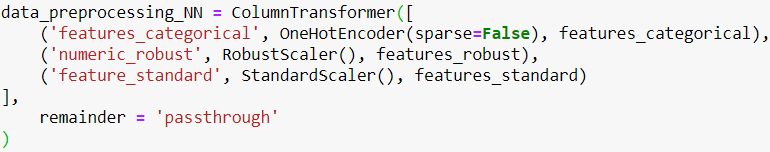 data_preprocessing_NN = ColumnTransformer([
    ('features_categorical', OneHotEncoder(sparse=False), features_categorical),
    ('numeric_robust', RobustScaler(), features_robust),
    ('feature_standard', StandardScaler(), features_standard)
],
    remainder = 'passthrough'
)